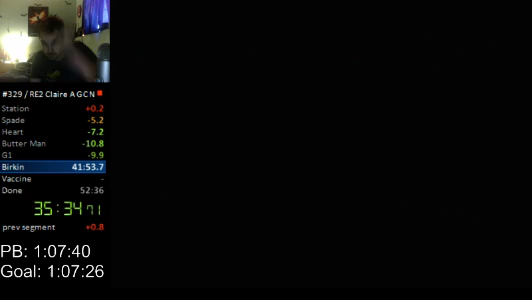 #329 / RE2 Claire A GCN
Station +0.2
Spade -5.2
Heart -7.2
Butter Man -10.8
G1 -9.9
Birkin 41:53.7
Vaccine -
Done 52:36
35:34 71
prev segment +0.8
PB: 1:07:40
Goal: 1:07:26